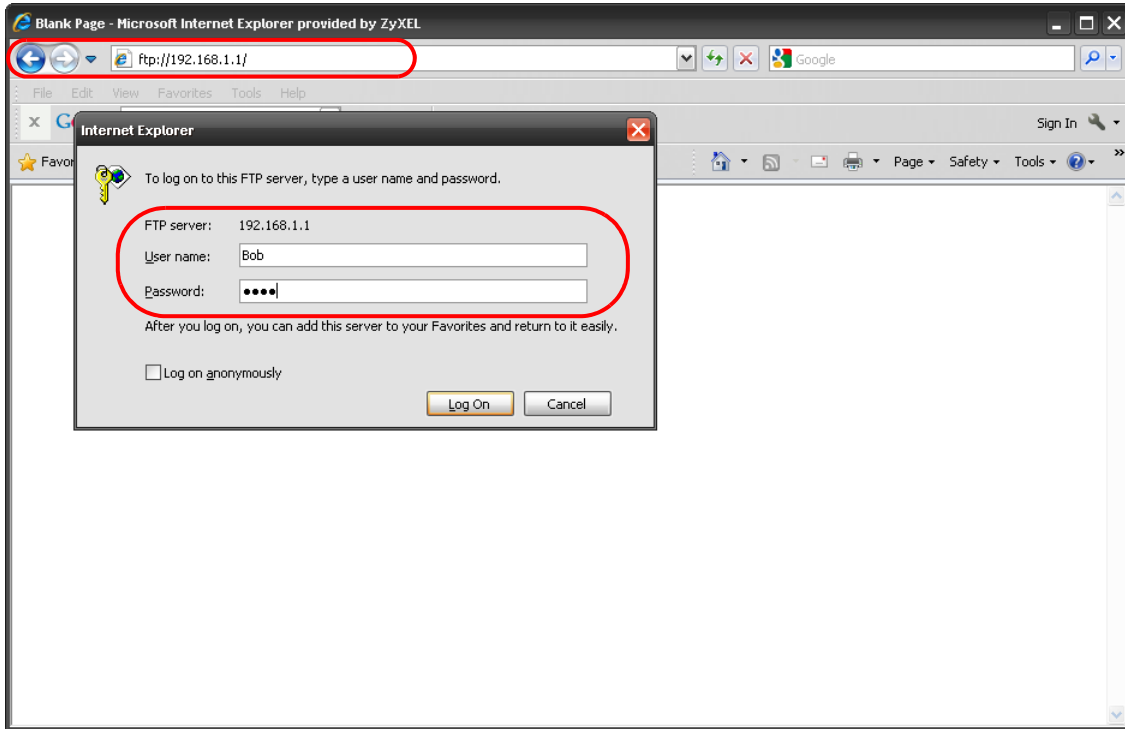 Blank Page - Microsoft Internet Explorer provided by ZyXEL
ftp://192.168.1.1/
Google
File Edit View Favorites Tools Help
x G
Sign In
Favor
Page Safety Tools
Internet Explorer
To log on to this FTP server, type a user name and password.
FTP server: 192.168.1.1
User name: Bob
Password: ●●●●
After you log on, you can add this server to your Favorites and return to it easily.
Log on anonymously
Log On Cancel